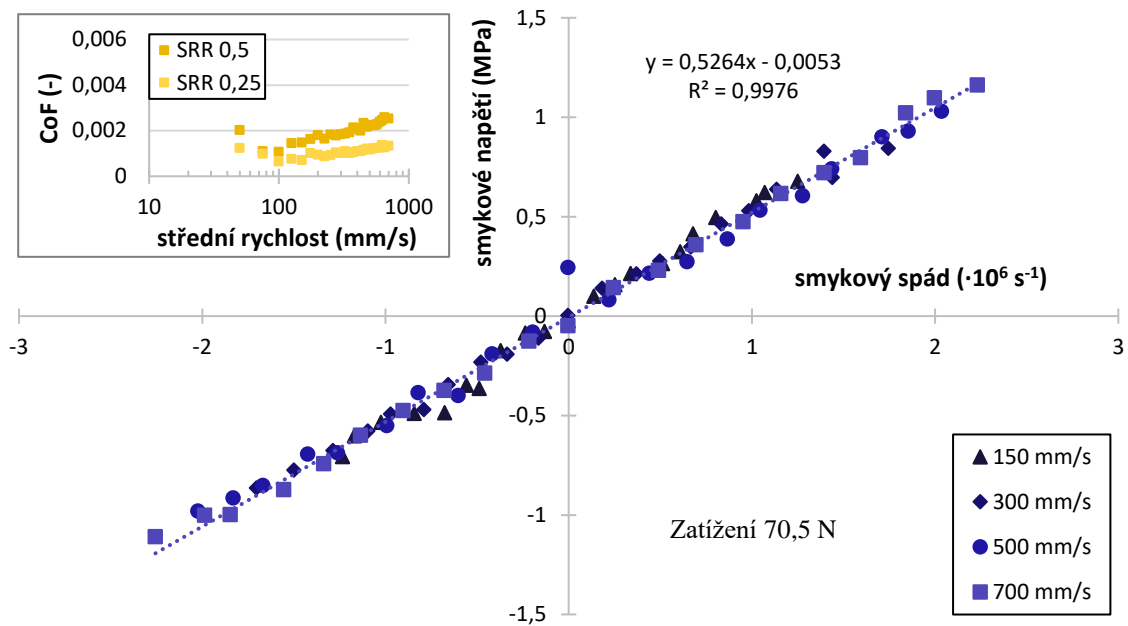 0,006
0,004
0,002
0
CoF (-)
SRR 0,5
SRR 0,25
10
100
1000
střední rychlost (mm/s)
1,5
1
0,5
0
-0,5
-1
-1,5
smykové napětí (MPa)
y = 0,5264x - 0,0053
R² = 0,9976
smykový spád (·10⁶ s⁻¹)
-3
-2
-1
0
1
2
3
Zatížení 70,5 N
150 mm/s
300 mm/s
500 mm/s
700 mm/s